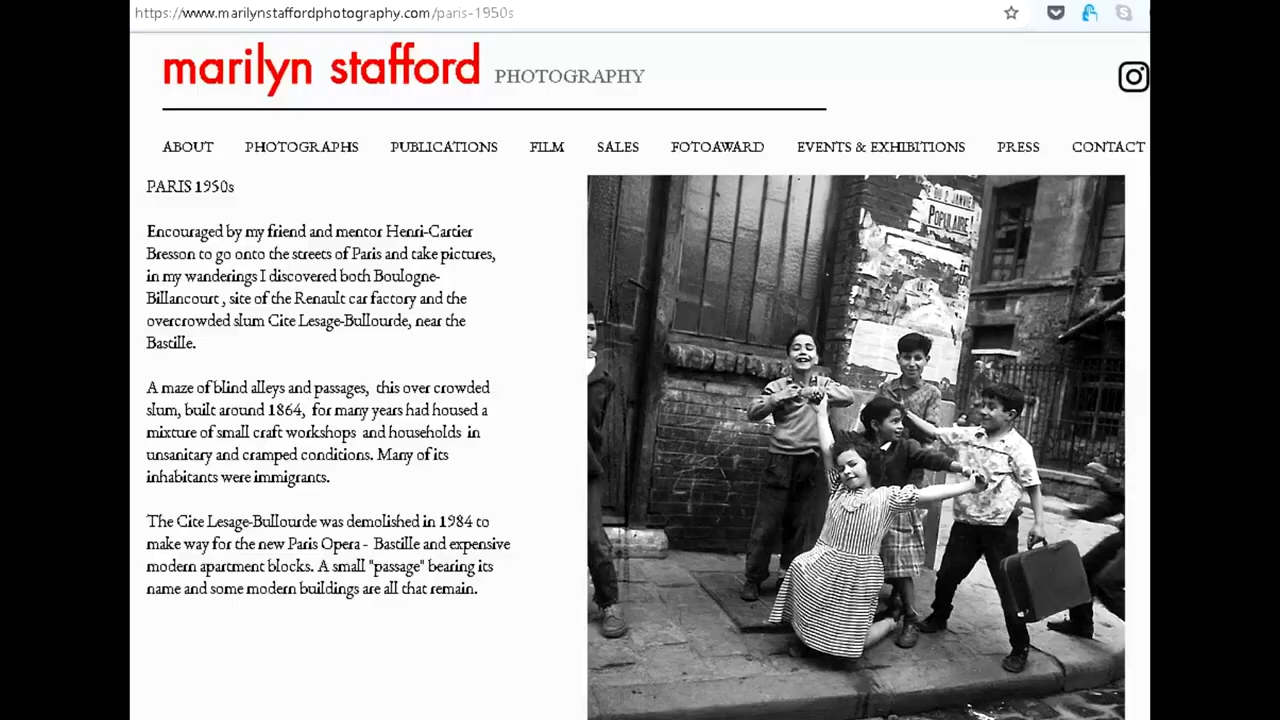 https://www.marilynstaffordphotography.com/paris-1950s
marilyn stafford PHOTOGRAPHY
ABOUT PHOTOGRAPHS PUBLICATIONS FILM SALES FOTOAWARD EVENTS & EXHIBITIONS PRESS CONTACT
PARIS 1950s
Encouraged by my friend and mentor Henri-Cartier
Bresson to go onto the streets of Paris and take pictures,
in my wanderings I discovered both Boulogne-
Billancourt , site of the Renault car factory and the
overcrowded slum Cite Lesage-Bullourde, near the
Bastille.
A maze of blind alleys and passages, this over crowded
slum, built around 1864, for many years had housed a
mixture of small craft workshops and households in
unsanitary and cramped conditions. Many of its
inhabitants were immigrants.
The Cite Lesage-Bullourde was demolished in 1984 to
make way for the new Paris Opera - Bastille and expensive
modern apartment blocks. A small "passage" bearing its
name and some modern buildings are all that remain.
JANVIER
POPULAIRE!